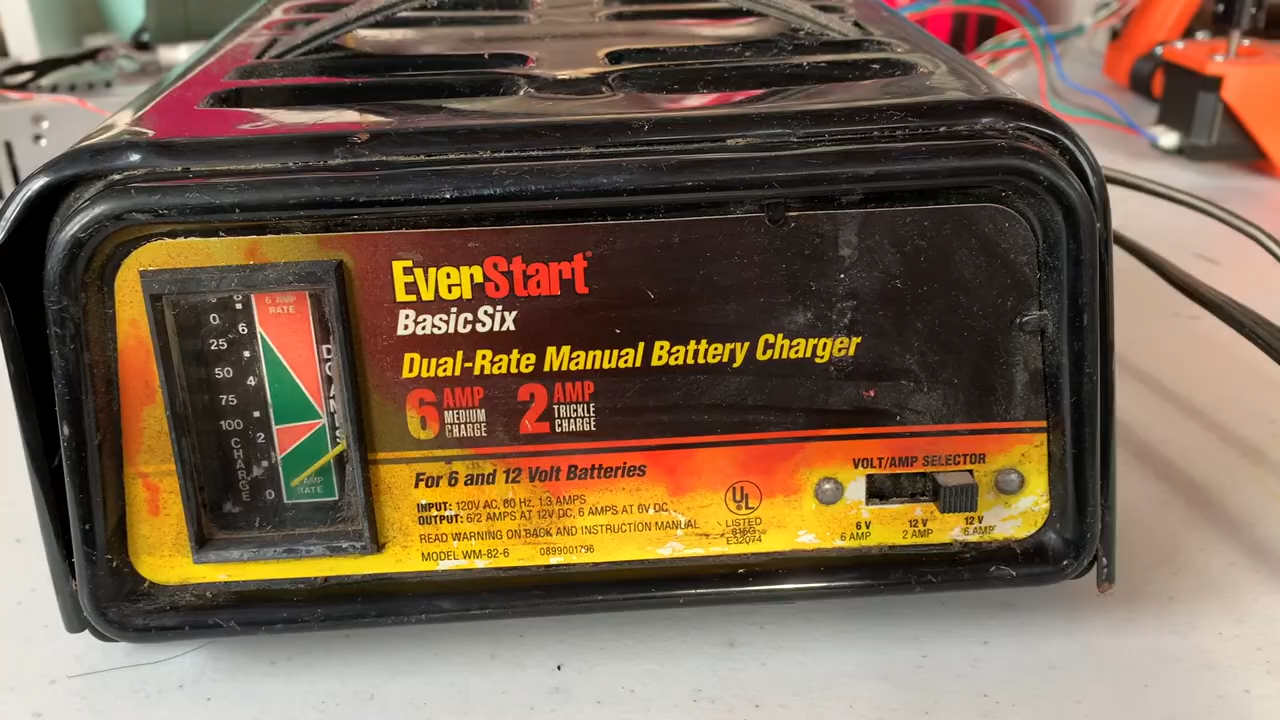 EverStart
Basic Six
Dual-Rate Manual Battery Charger
6 AMP MEDIUM CHARGE 2 AMP TRICKLE CHARGE
For 6 and 12 Volt Batteries
INPUT: 120V AC, 60 Hz, 1.3 AMPS
OUTPUT: 6/2 AMPS AT 12V DC, 6 AMPS AT 6V DC
READ WARNING ON BACK AND INSTRUCTION MANUAL
MODEL WM-82-6 0899001796
UL
LISTED
E32074
VOLT/AMP SELECTOR
6 V 12 V 12 V
6 AMP 2 AMP 6 AMP
6 AMP
RATE
0
25
50
75
100
CHARGE
6
4
2
0
AMP
RATE